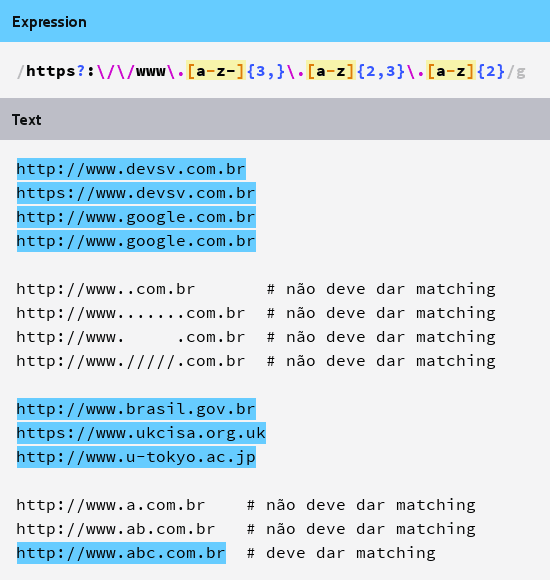 Expression
/https?:\/\/www\.[a-z-]{3,}\.[a-z]{2,3}\.[a-z]{2}/g
Text
http://www.devsv.com.br
https://www.devsv.com.br
http://www.google.com.br
http://www.google.com.br
http://www..com.br # não deve dar matching
http://www.......com.br # não deve dar matching
http://www. .com.br # não deve dar matching
http://www./////.com.br # não deve dar matching
http://www.brasil.gov.br
https://www.ukcisa.org.uk
http://www.u-tokyo.ac.jp
http://www.a.com.br # não deve dar matching
http://www.ab.com.br # não deve dar matching
http://www.abc.com.br # deve dar matching